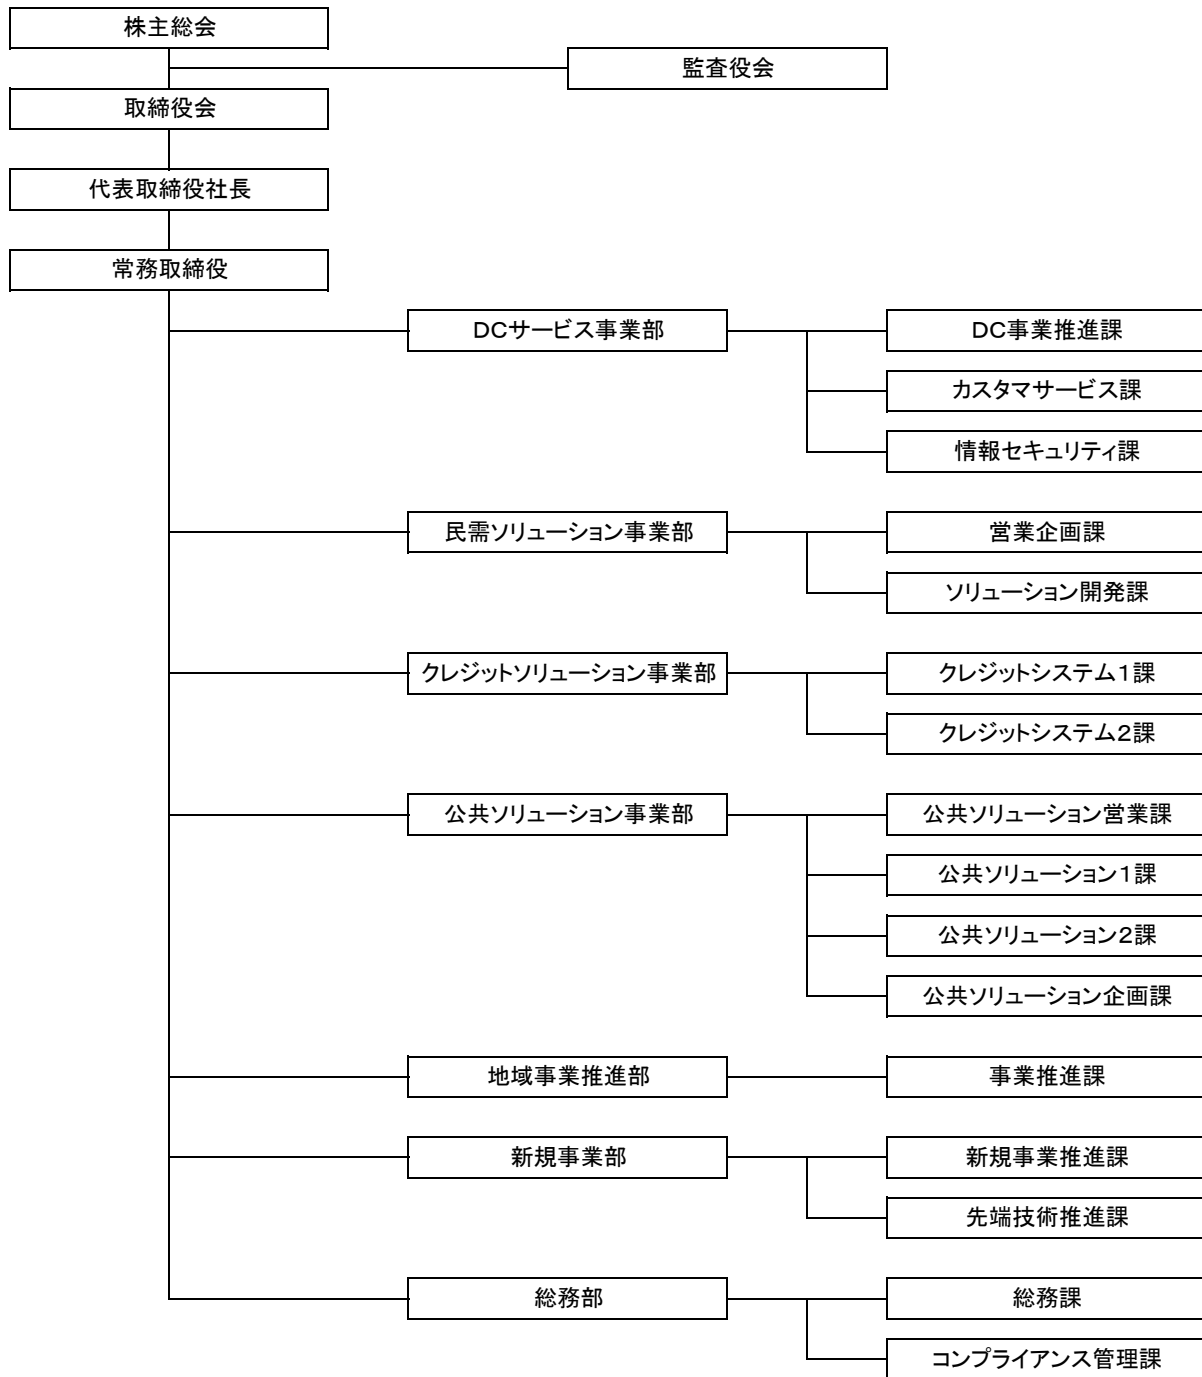 株主総会
監査役会
取締役会
代表取締役社長
常務取締役
DCサービス事業部
DC事業推進課
カスタマサービス課
情報セキュリティ課
民需ソリューション事業部
営業企画課
ソリューション開発課
クレジットソリューション事業部
クレジットシステム1課
クレジットシステム2課
公共ソリューション事業部
公共ソリューション営業課
公共ソリューション1課
公共ソリューション2課
公共ソリューション企画課
地域事業推進部
事業推進課
新規事業部
新規事業推進課
先端技術推進課
総務部
総務課
コンプライアンス管理課